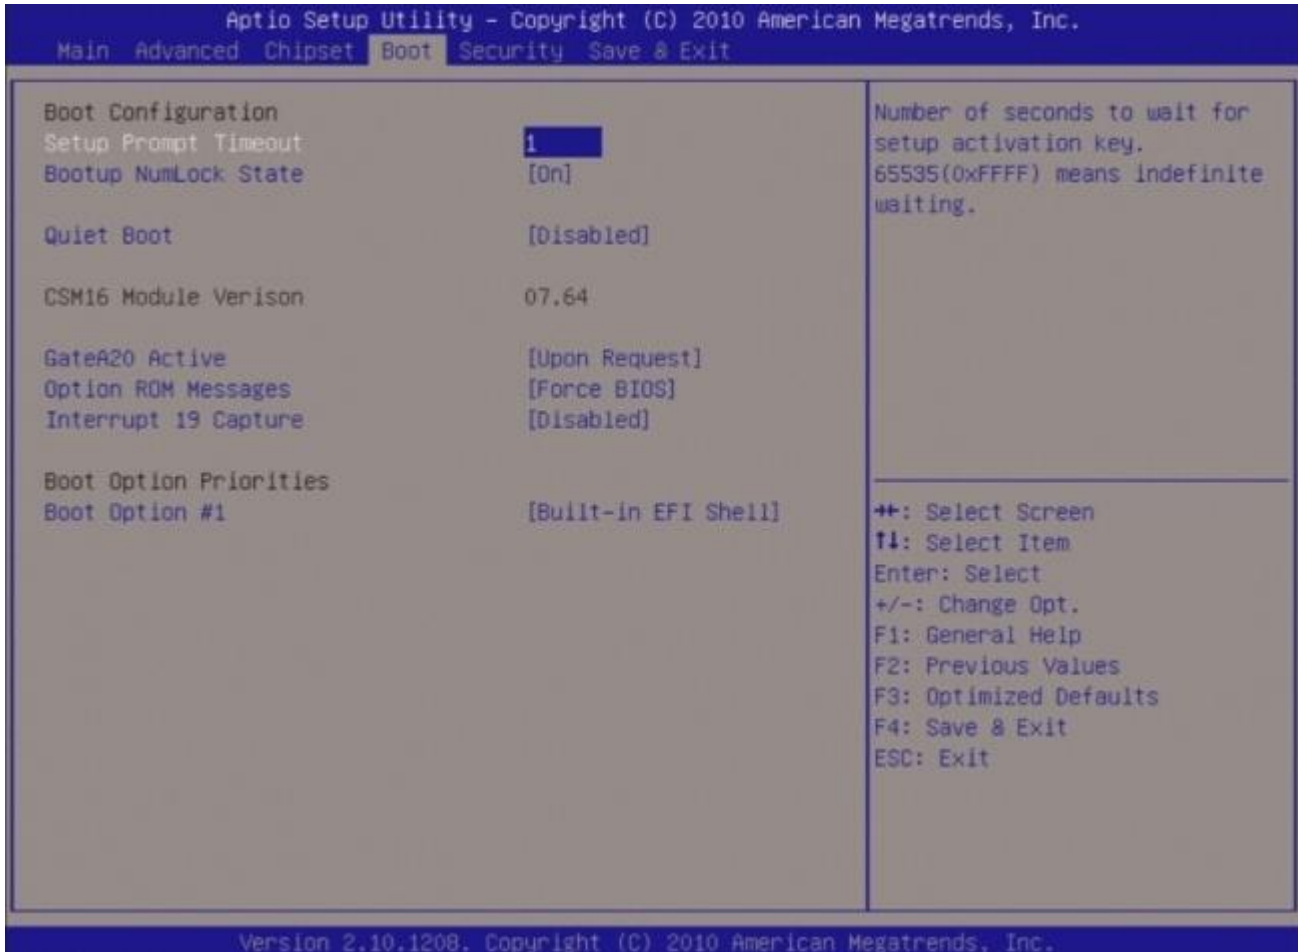 Aptio Setup Utility – Copyright (C) 2010 American Megatrends, Inc.
Main Advanced Chipset Boot Security Save & Exit
Boot Configuration
Setup Prompt Timeout 1
Bootup NumLock State [On]
Quiet Boot [Disabled]
CSM16 Module Verison 07.64
GateA20 Active [Upon Request]
Option ROM Messages [Force BIOS]
Interrupt 19 Capture [Disabled]
Boot Option Priorities
Boot Option #1 [Built-in EFI Shell]
Number of seconds to wait for
setup activation key.
65535(0xFFFF) means indefinite
waiting.
→←: Select Screen
↑↓: Select Item
Enter: Select
+/-: Change Opt.
F1: General Help
F2: Previous Values
F3: Optimized Defaults
F4: Save & Exit
ESC: Exit
Version 2.10.1208. Copyright (C) 2010 American Megatrends, Inc.